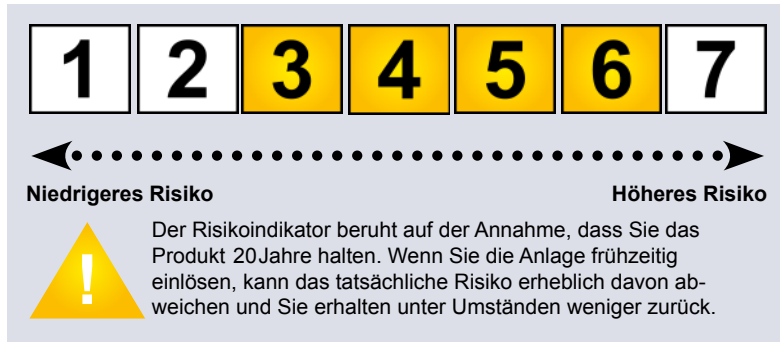 1 2 3 4 5 6 7
Niedrigeres Risiko Höheres Risiko
Der Risikoindikator beruht auf der Annahme, dass Sie das
Produkt 20Jahre halten. Wenn Sie die Anlage frühzeitig
einlösen, kann das tatsächliche Risiko erheblich davon ab-
weichen und Sie erhalten unter Umständen weniger zurück.
!